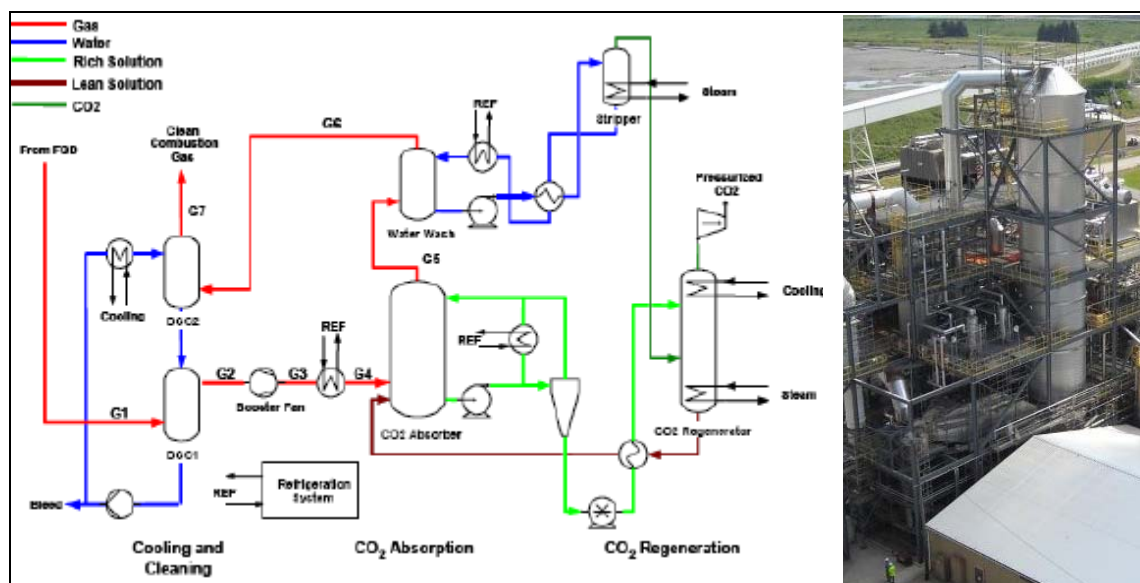 Gas
Water
Rich Solution
Lean Solution
CO2
From FGD
Clean
Combustion
Gas
G7
G6
REF
Steam
Stripper
Pressurized
CO2
Water Wash
G5
Cooling
DCC2
REF
G2
G3
G4
Booster Fan
G1
DCC1
REF
CO2 Absorber
Cooling
Steam
CO2 Regenerator
Bleed
REF
Refrigeration
System
Cooling and
Cleaning
CO2 Absorption
CO2 Regeneration